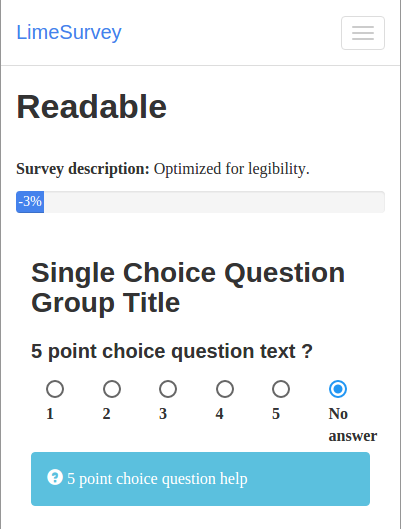 LimeSurvey
Readable
Survey description: Optimized for legibility.
-3%
Single Choice Question
Group Title
5 point choice question text ?
1 2 3 4 5 No
answer
5 point choice question help